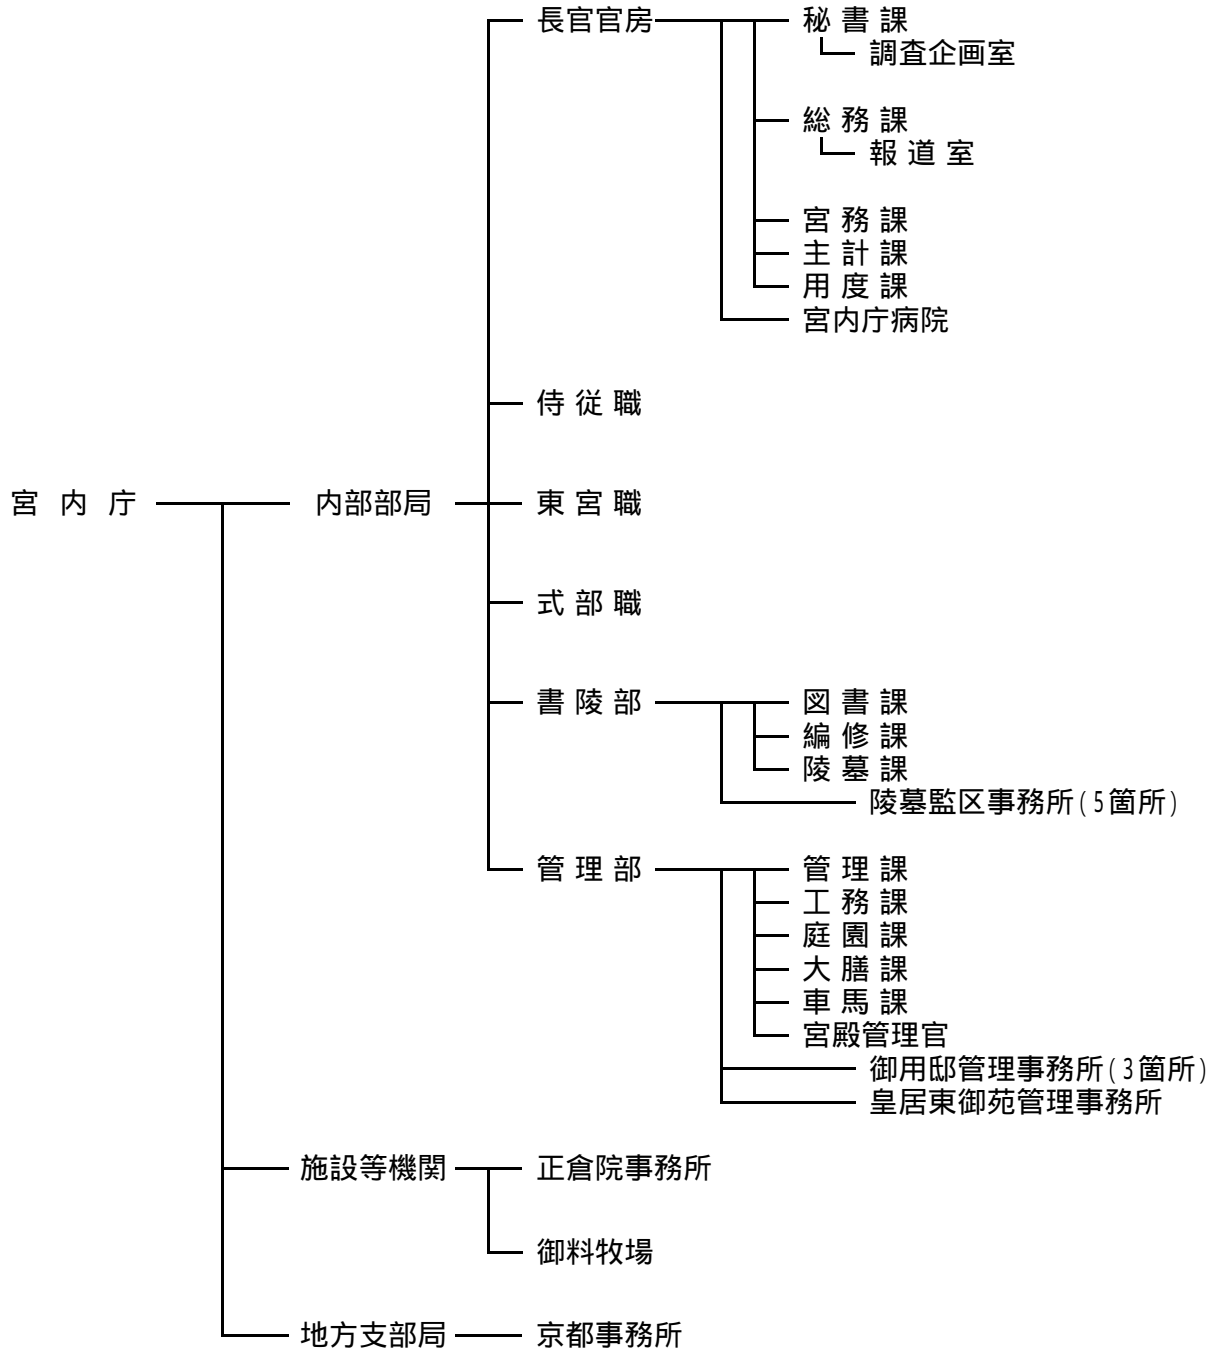 長官官房 秘書課
調査企画室
総務課
報道室
宮務課
主計課
用度課
宮内庁病院
侍従職
宮内庁 内部部局 東宮職
式部職
書陵部 図書課
編修課
陵墓課
陵墓監区事務所(5箇所)
管理部 管理課
工務課
庭園課
大膳課
車馬課
宮殿管理官
御用邸管理事務所(3箇所)
皇居東御苑管理事務所
施設等機関 正倉院事務所
御料牧場
地方支部局 京都事務所